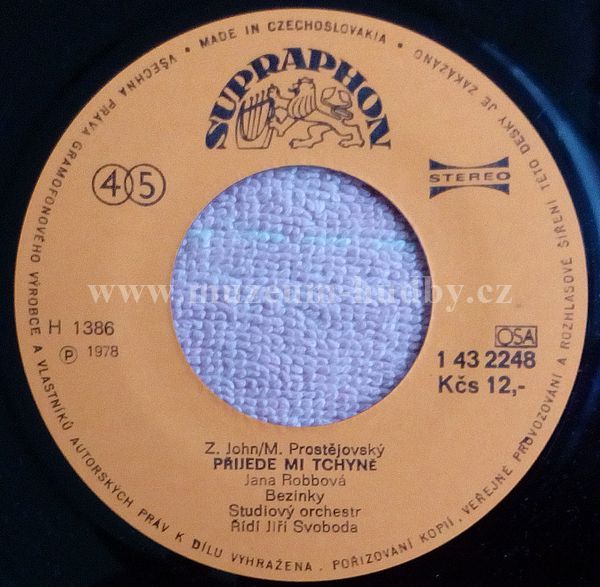 VŠECHNA PRÁVA GRAMOFONOVÉHO VÝROBCE A VLASTNÍKŮ AUTORSKÝCH PRÁV K DÍLU VYHRAŽENA. POŘIZOVÁNÍ KOPIÍ, VEŘEJNÉ PROVOZOVÁNÍ A ROZHLASOVÉ ŠÍŘENÍ TÉTO DESKY JE ZAKÁZÁNO • MADE IN CZECHOSLOVAKIA •
SUPRAPHON
45
STEREO
www.muzeum-hudby.cz
H 1386
Ⓟ 1978
OSA
1 43 2248
Kčs 12,-
Z. John/M. Prostějovský
PŘIJEDE MI TCHYNĚ
Jana Robbová
Bezinky
Studiový orchestr
Řídí Jiří Svoboda